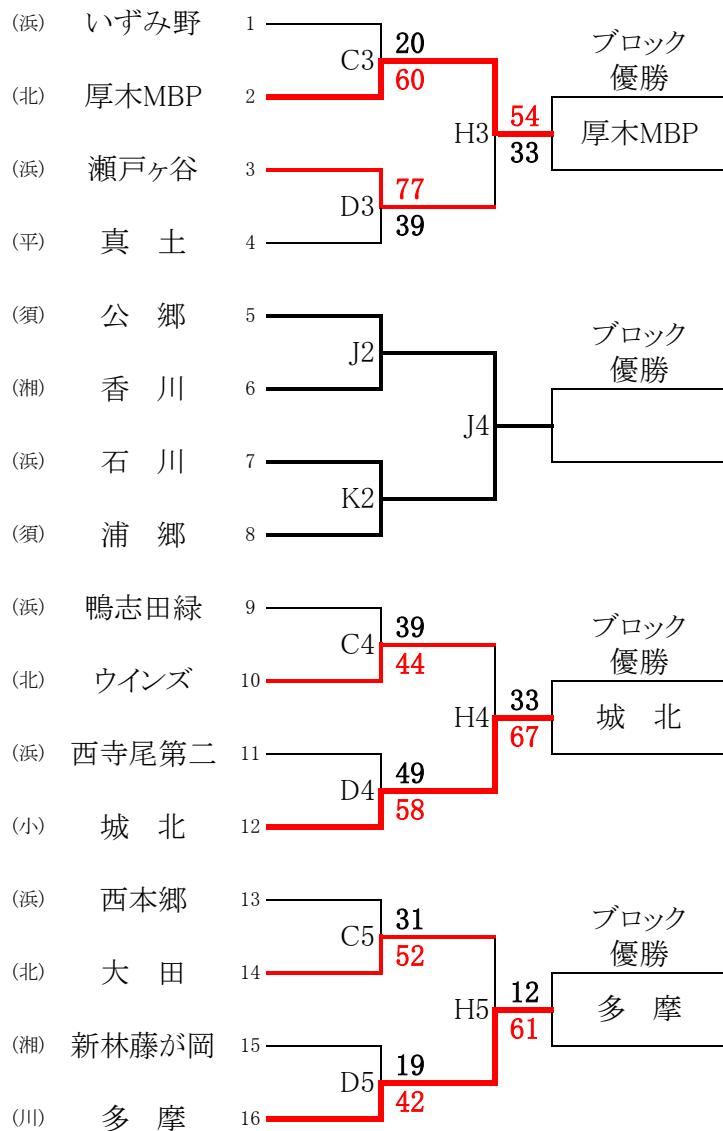 (浜) いずみ野 1
C3 20
60
(北) 厚木MBP 2
ブロック
優勝
H3 54
33
厚木MBP
(浜) 瀬戸ヶ谷 3
D3 77
39
(平) 真 土 4
(須) 公 郷 5
J2
(湘) 香 川 6
ブロック
優勝
J4
(浜) 石 川 7
K2
(須) 浦 郷 8
(浜) 鴨志田緑 9
C4 39
44
(北) ウインズ 10
ブロック
優勝
H4 33
67
城 北
(浜) 西寺尾第二 11
D4 49
58
(小) 城 北 12
(浜) 西本郷 13
C5 31
52
(北) 大 田 14
ブロック
優勝
H5 12
61
多 摩
(湘) 新林藤が岡 15
D5 19
42
(川) 多 摩 16